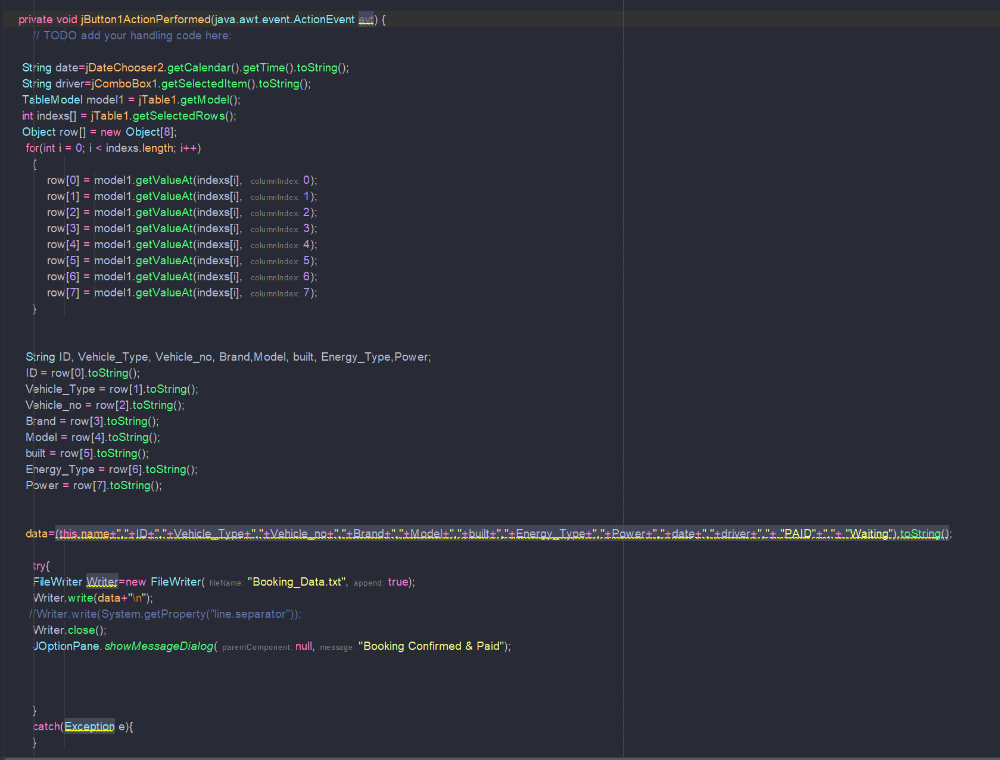 private void jButton1ActionPerformed(java.awt.event.ActionEvent evt) {
// TODO add your handling code here:
String date=jDateChooser2.getCalendar().getTime().toString();
String driver=jComboBox1.getSelectedItem().toString();
TableModel model1 = jTable1.getModel();
int indexs[] = jTable1.getSelectedRows();
Object row[] = new Object[8];
for(int i = 0; i < indexs.length; i++)
{
row[0] = model1.getValueAt(indexs[i], columnIndex: 0);
row[1] = model1.getValueAt(indexs[i], columnIndex: 1);
row[2] = model1.getValueAt(indexs[i], columnIndex: 2);
row[3] = model1.getValueAt(indexs[i], columnIndex: 3);
row[4] = model1.getValueAt(indexs[i], columnIndex: 4);
row[5] = model1.getValueAt(indexs[i], columnIndex: 5);
row[6] = model1.getValueAt(indexs[i], columnIndex: 6);
row[7] = model1.getValueAt(indexs[i], columnIndex: 7);
}
String ID, Vehicle_Type, Vehicle_no, Brand,Model, built, Energy_Type,Power;
ID = row[0].toString();
Vehicle_Type = row[1].toString();
Vehicle_no = row[2].toString();
Brand = row[3].toString();
Model = row[4].toString();
built = row[5].toString();
Energy_Type = row[6].toString();
Power = row[7].toString();
data=(this.name+","+ID+","+Vehicle_Type+","+Vehicle_no+","+Brand+","+Model+","+built+","+Energy_Type+","+Power+","+date+","+driver+","+ "PAID"+","+ "Waiting").toString();
try{
FileWriter Writer=new FileWriter( fileName: "Booking_Data.txt", append: true);
Writer.write(data+"\n");
//Writer.write(System.getProperty("line.separator"));
Writer.close();
JOptionPane.showMessageDialog( parentComponent: null, message: "Booking Confirmed & Paid");
}
catch(Exception e){
}